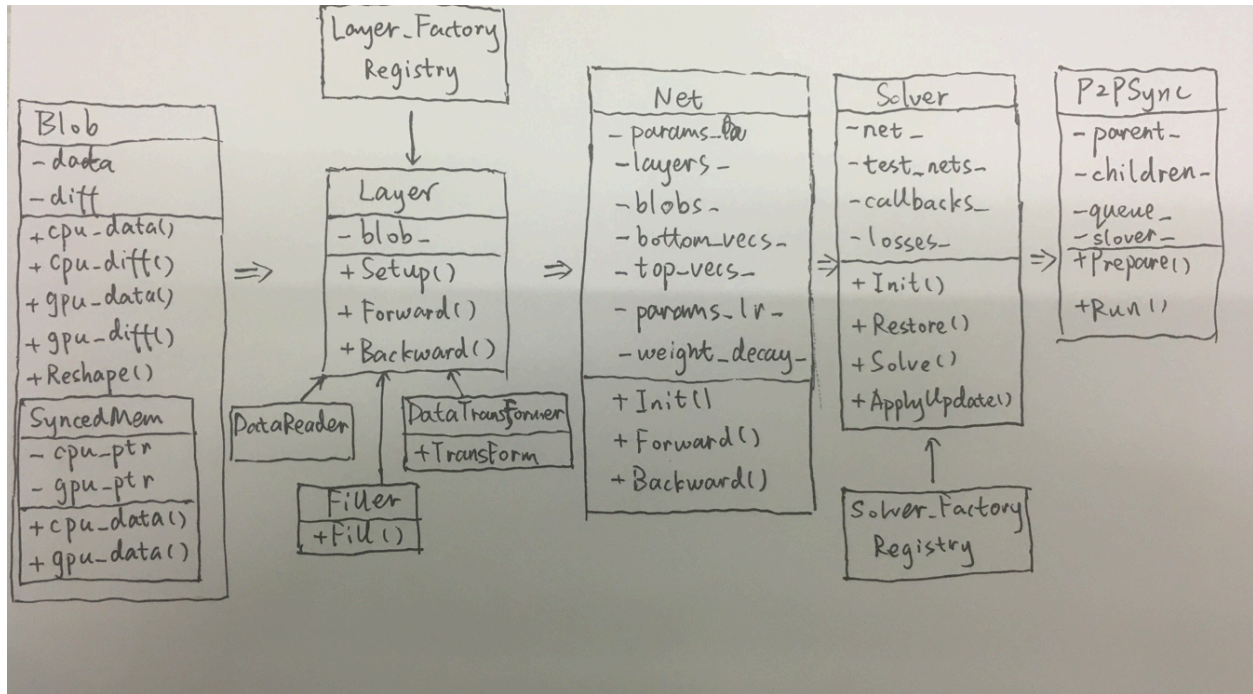 Layer_Factory
Registry
Blob
- data
- diff
+ cpu_data()
+ cpu_diff()
+ gpu_data()
+ gpu_diff()
+ Reshape()
SyncedMem
- cpu_ptr
- gpu_ptr
+ cpu_data()
+ gpu_data()
Layer
- blob_
+ Setup()
+ Forward()
+ Backward()
DataReader
DataTransformer
+ Transform
Filler
+ Fill()
Net
- params_
- layers_
- blobs_
- bottom_vecs_
- top_vecs_
- params_lr_
- weight_decay_
+ Init()
+ Forward()
+ Backward()
Solver
- net_
- test_nets_
- callbacks_
- losses_
+ Init()
+ Restore()
+ Solve()
+ ApplyUpdate()
Solver_Factory
Registry
P2PSync
- parent_
- children_
- queue_
- slover_
+ Prepare()
+ Run()